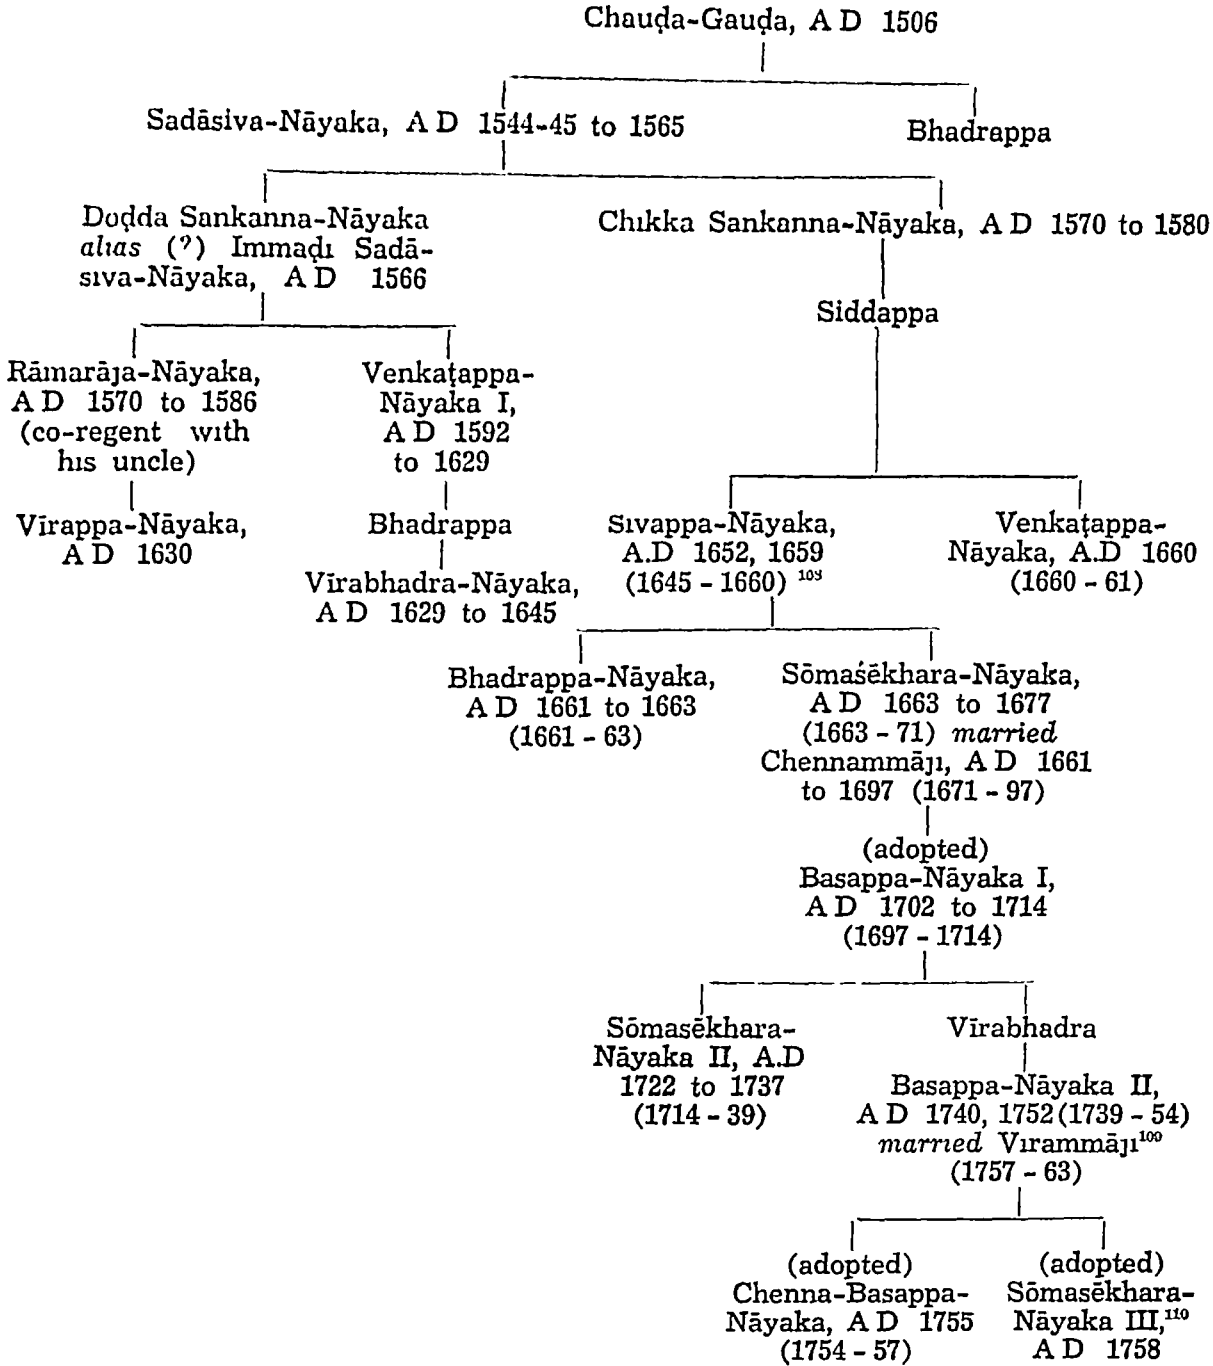 Chauḍa-Gauḍa, A D 1506
Sadāsiva-Nāyaka, A D 1544-45 to 1565
Bhadrappa
Doḍda Sankanna-Nāyaka
alias (?) Immaḍi Sadā-
siva-Nāyaka, A D 1566
Chikka Sankanna-Nāyaka, A D 1570 to 1580
Siddappa
Rāmarāja-Nāyaka,
A D 1570 to 1586
(co-regent with
his uncle)
Venkaṭappa-
Nāyaka I,
A D 1592
to 1629
Vīrappa-Nāyaka,
A D 1630
Bhadrappa
Vīrabhadra-Nāyaka,
A D 1629 to 1645
Sivappa-Nāyaka,
A.D 1652, 1659
(1645 - 1660) 109
Venkaṭappa-
Nāyaka, A.D 1660
(1660 - 61)
Bhadrappa-Nāyaka,
A D 1661 to 1663
(1661 - 63)
Sōmaśēkhara-Nāyaka,
A D 1663 to 1677
(1663 - 71) married
Chennammāji, A D 1661
to 1697 (1671 - 97)
(adopted)
Basappa-Nāyaka I,
A D 1702 to 1714
(1697 - 1714)
Sōmasēkhara-
Nāyaka II, A.D
1722 to 1737
(1714 - 39)
Vīrabhadra
Basappa-Nāyaka II,
A D 1740, 1752 (1739 - 54)
married Virammāji109
(1757 - 63)
(adopted)
Chenna-Basappa-
Nāyaka, A D 1755
(1754 - 57)
(adopted)
Sōmasēkhara-
Nāyaka III,110
A D 1758